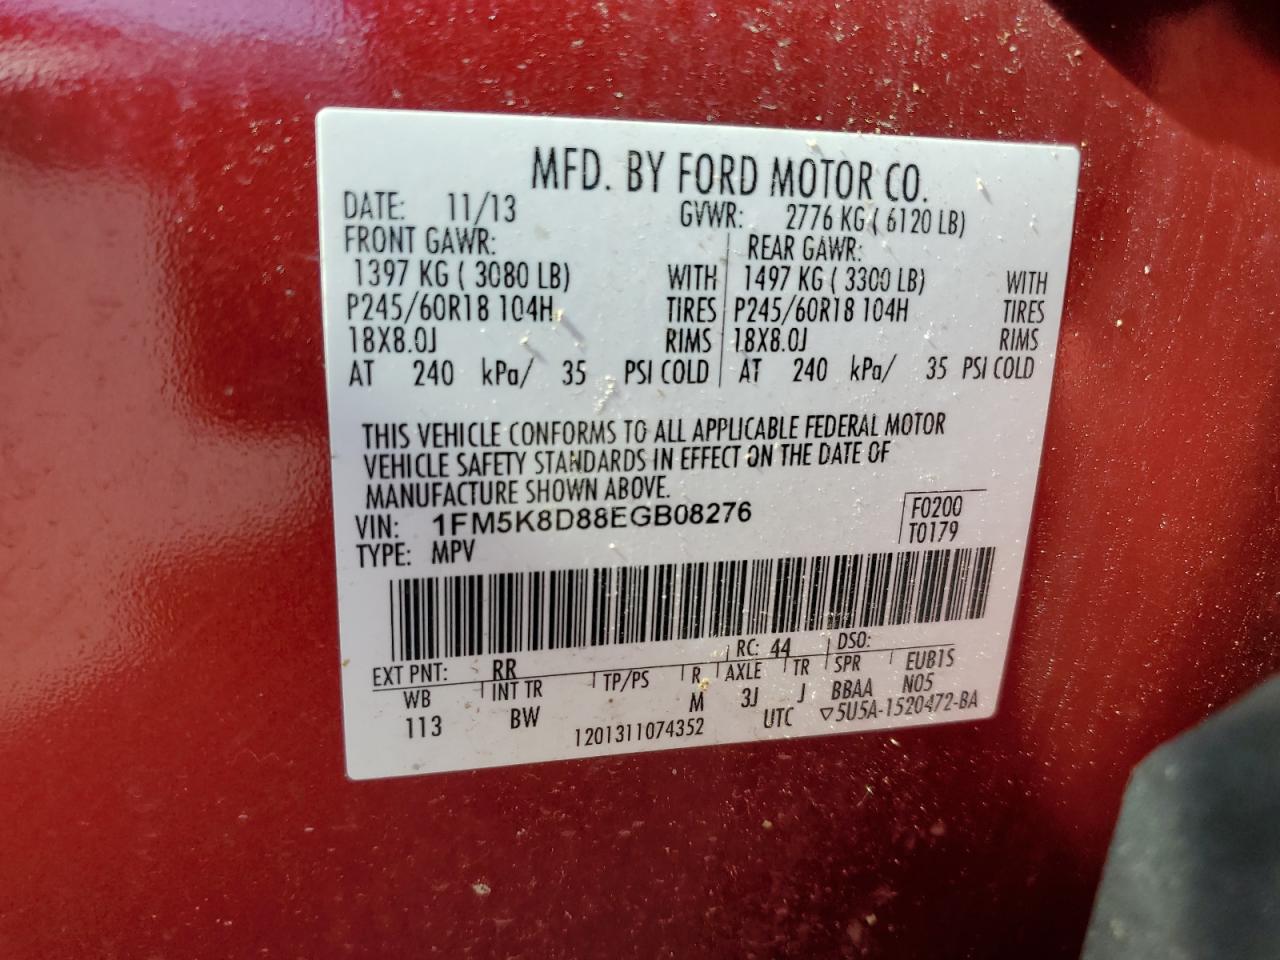 MFD. BY FORD MOTOR CO.
DATE: 11/13 GVWR: 2776 KG ( 6120 LB)
FRONT GAWR: REAR GAWR:
1397 KG ( 3080 LB) WITH 1497 KG ( 3300 LB) WITH
P245/60R18 104H TIRES P245/60R18 104H TIRES
18X8.0J RIMS 18X8.0J RIMS
AT 240 kPa/ 35 PSI COLD AT 240 kPa/ 35 PSI COLD
THIS VEHICLE CONFORMS TO ALL APPLICABLE FEDERAL MOTOR
VEHICLE SAFETY STANDARDS IN EFFECT ON THE DATE OF
MANUFACTURE SHOWN ABOVE.
VIN: 1FM5K8D88EGB08276 F0200
TYPE: MPV T0179
EXT PNT: RR RC: 44 DSO:
WB INT TR TP/PS R AXLE TR SPR EUB1S
113 BW M 3J J BBAA N05
1201311074352 UTC ▽5U5A-1520472-BA